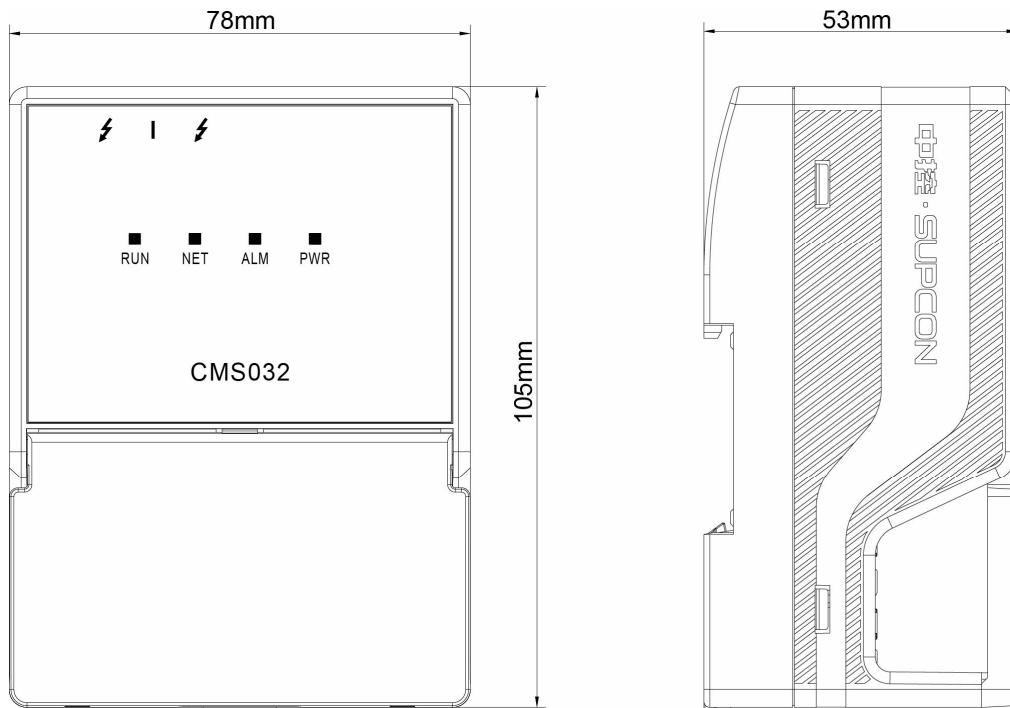 78mm
53mm
RUN NET ALM PWR
CMS032
105mm
中控·SUPCON